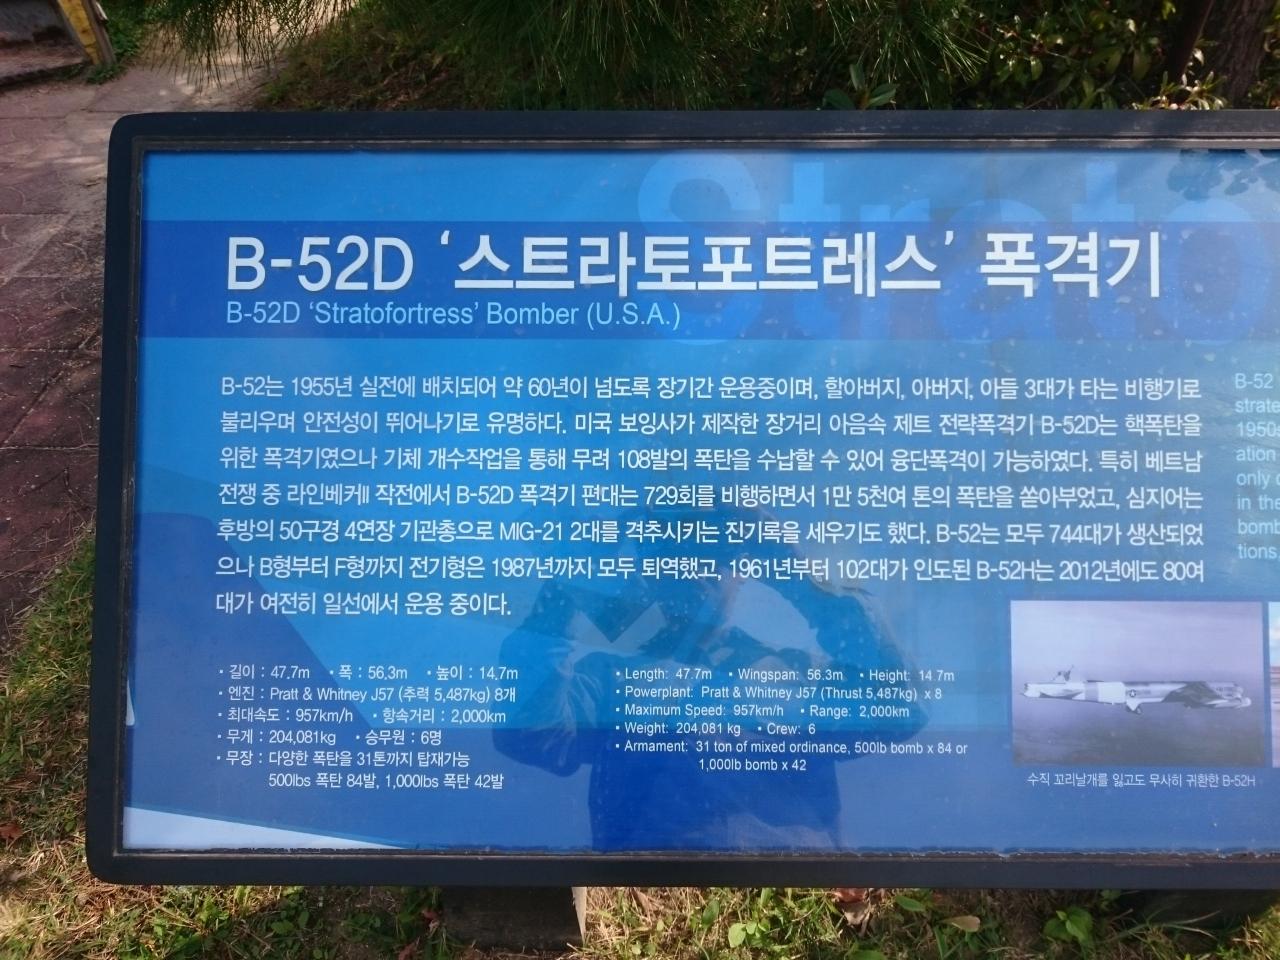 Strato
B-52D ‘스트라토포트레스’ 폭격기
B-52D ‘Stratofortress’ Bomber (U.S.A.)
B-52는 1955년 실전에 배치되어 약 60년이 넘도록 장기간 운용중이며, 할아버지, 아버지, 아들 3대가 타는 비행기로
불리우며 안전성이 뛰어나기로 유명하다. 미국 보잉사가 제작한 장거리 아음속 제트 전략폭격기 B-52D는 핵폭탄을
위한 폭격기였으나 기체 개수작업을 통해 무려 108발의 폭탄을 수납할 수 있어 융단폭격이 가능하였다. 특히 베트남
전쟁 중 라인베커Ⅱ 작전에서 B-52D 폭격기 편대는 729회를 비행하면서 1만 5천여 톤의 폭탄을 쏟아부었고, 심지어는
후방의 50구경 4연장 기관총으로 MIG-21 2대를 격추시키는 진기록을 세우기도 했다. B-52는 모두 744대가 생산되었
으나 B형부터 F형까지 전기형은 1987년까지 모두 퇴역했고, 1961년부터 102대가 인도된 B-52H는 2012년에도 80여
대가 여전히 일선에서 운용 중이다.
· 길이 : 47.7m · 폭 : 56.3m · 높이 : 14.7m
· 엔진 : Pratt & Whitney J57 (추력 5,487kg) 8개
· 최대속도 : 957km/h · 항속거리 : 2,000km
· 무게 : 204,081kg · 승무원 : 6명
· 무장 : 다양한 폭탄을 31톤까지 탑재가능
500lbs 폭탄 84발, 1,000lbs 폭탄 42발
• Length: 47.7m • Wingspan: 56.3m • Height: 14.7m
• Powerplant: Pratt & Whitney J57 (Thrust 5,487kg) x 8
• Maximum Speed: 957km/h • Range: 2,000km
• Weight: 204,081 kg • Crew: 6
• Armament: 31 ton of mixed ordinance, 500lb bomb x 84 or
1,000lb bomb x 42
B-52
strate
1950s
ation
only
in the
bomb
tions.
수직 꼬리날개를 잃고도 무사히 귀환한 B-52H